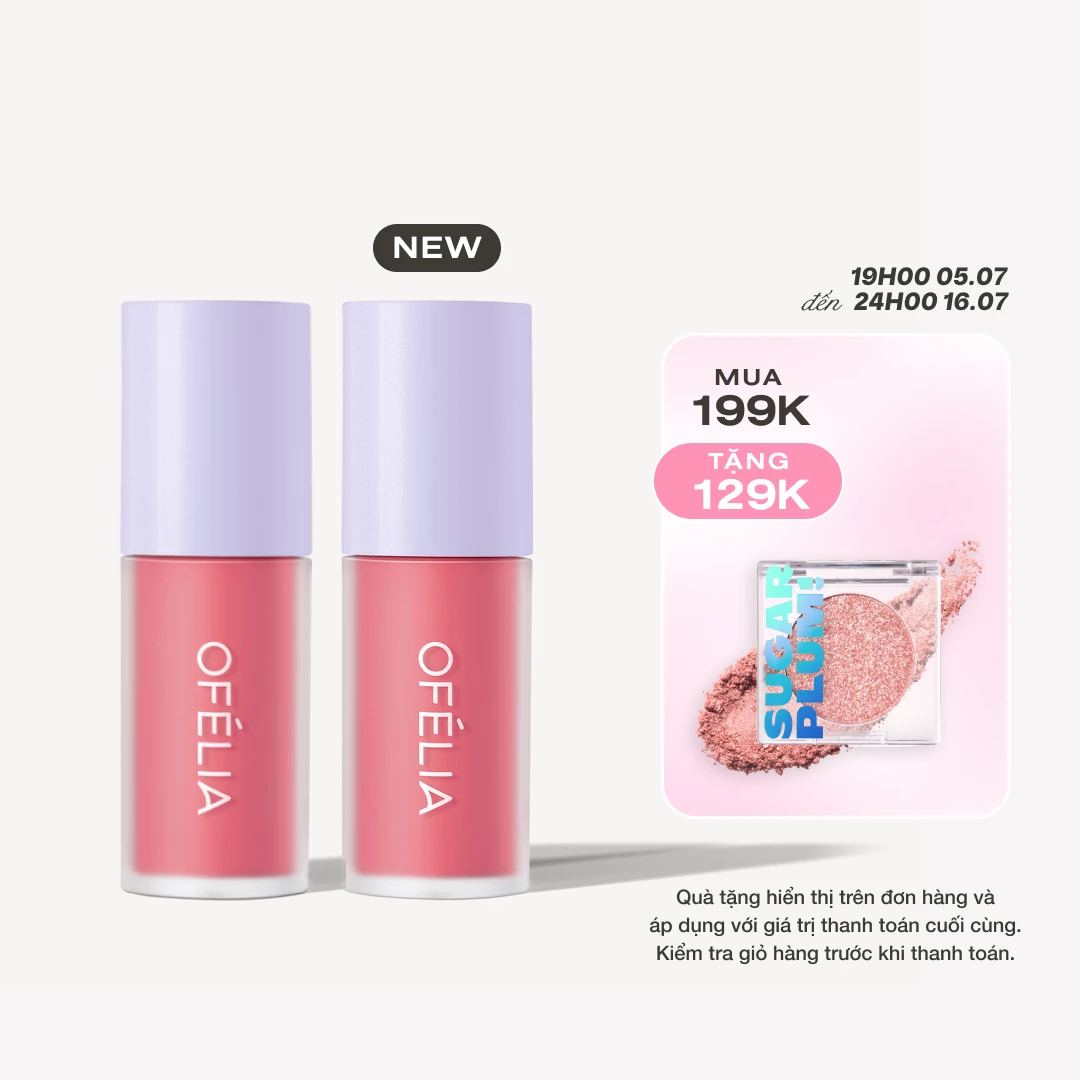 NEW
OFÉLIA
OFÉLIA
19H00 05.07
đến 24H00 16.07
MUA
199K
TẶNG
129K
SUGAR
PLUM!
Quà tặng hiển thị trên đơn hàng và
áp dụng với giá trị thanh toán cuối cùng.
Kiểm tra giỏ hàng trước khi thanh toán.